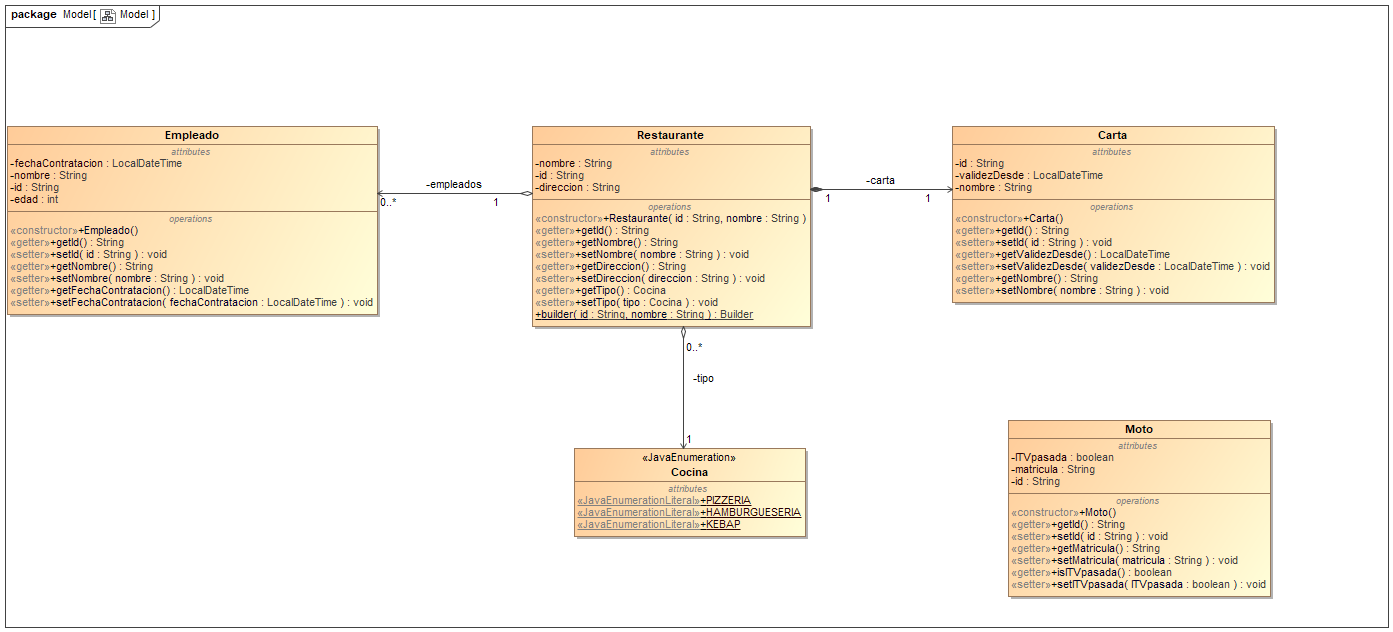 package Model [ Model ]
Empleado
attributes
-fechaContratacion : LocalDateTime
-nombre : String
-id : String
-edad : int
operations
«constructor»+Empleado()
«getter»+getId() : String
«setter»+setId( id : String ) : void
«getter»+getNombre() : String
«setter»+setNombre( nombre : String ) : void
«getter»+getFechaContratacion() : LocalDateTime
«setter»+setFechaContratacion( fechaContratacion : LocalDateTime ) : void
-empleados
0..*
1
Restaurante
attributes
-nombre : String
-id : String
-direccion : String
operations
«constructor»+Restaurante( id : String, nombre : String )
«getter»+getId() : String
«getter»+getNombre() : String
«setter»+setNombre( nombre : String ) : void
«getter»+getDireccion() : String
«setter»+setDireccion( direccion : String ) : void
«getter»+getTipo() : Cocina
«setter»+setTipo( tipo : Cocina ) : void
+builder( id : String, nombre : String ) : Builder
-carta
1
1
Carta
attributes
-id : String
-validezDesde : LocalDateTime
-nombre : String
operations
«constructor»+Carta()
«getter»+getId() : String
«setter»+setId( id : String ) : void
«getter»+getValidezDesde() : LocalDateTime
«setter»+setValidezDesde( validezDesde : LocalDateTime ) : void
«getter»+getNombre() : String
«setter»+setNombre( nombre : String ) : void
0..*
-tipo
1
«JavaEnumeration»
Cocina
attributes
«JavaEnumerationLiteral»+PIZZERIA
«JavaEnumerationLiteral»+HAMBURGUESERIA
«JavaEnumerationLiteral»+KEBAP
Moto
attributes
-ITVpasada : boolean
-matricula : String
-id : String
operations
«constructor»+Moto()
«getter»+getId() : String
«setter»+setId( id : String ) : void
«getter»+getMatricula() : String
«setter»+setMatricula( matricula : String ) : void
«getter»+isITVpasada() : boolean
«setter»+setITVpasada( ITVpasada : boolean ) : void